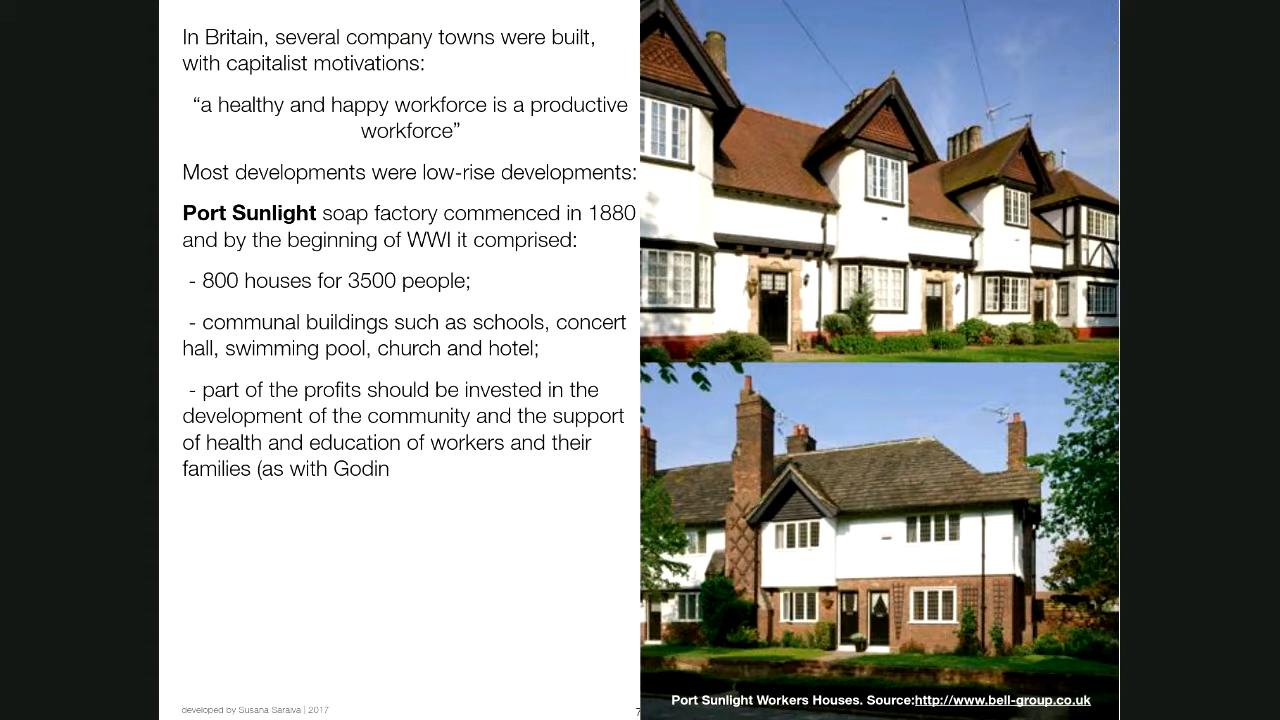 In Britain, several company towns were built,
with capitalist motivations:
“a healthy and happy workforce is a productive
workforce”
Most developments were low-rise developments:
Port Sunlight soap factory commenced in 1880
and by the beginning of WWI it comprised:
- 800 houses for 3500 people;
- communal buildings such as schools, concert
hall, swimming pool, church and hotel;
- part of the profits should be invested in the
development of the community and the support
of health and education of workers and their
families (as with Godin
developed by Susana Saraiva | 2017
7
Port Sunlight Workers Houses. Source:http://www.bell-group.co.uk